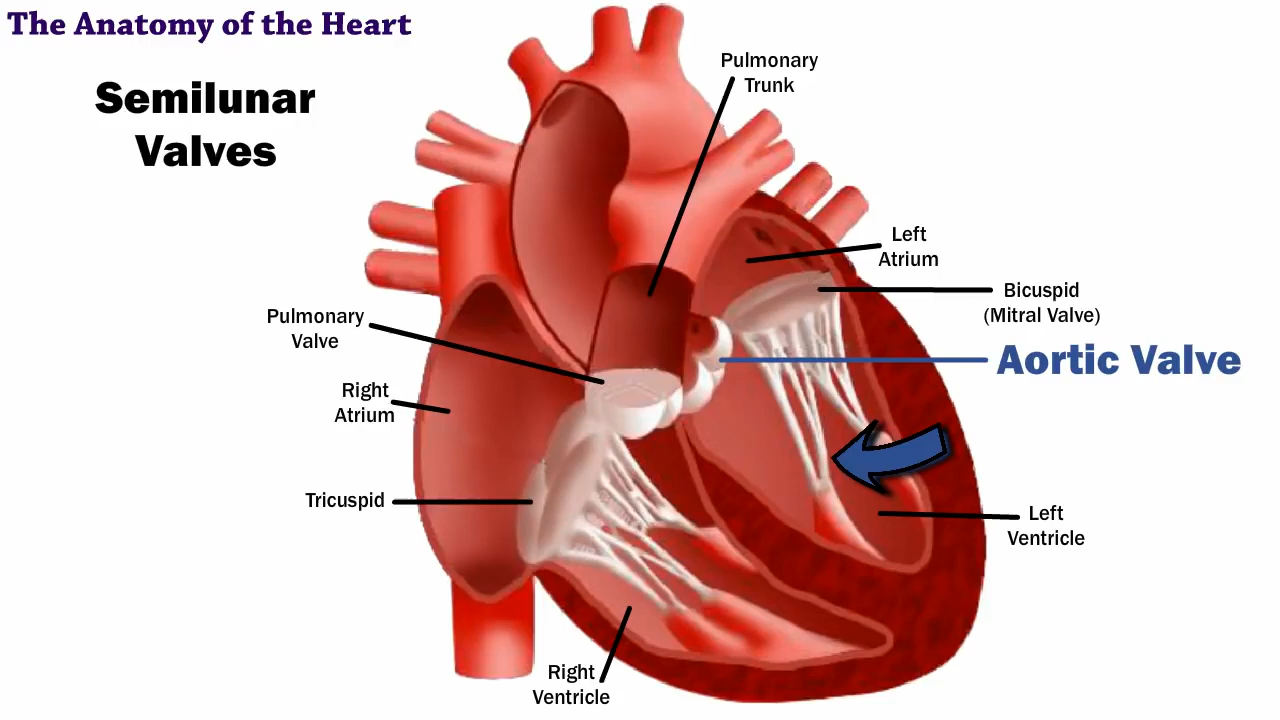 The Anatomy of the Heart
Semilunar
Valves
Pulmonary
Trunk
Left
Atrium
Bicuspid
(Mitral Valve)
Aortic Valve
Pulmonary
Valve
Right
Atrium
Tricuspid
Left
Ventricle
Right
Ventricle